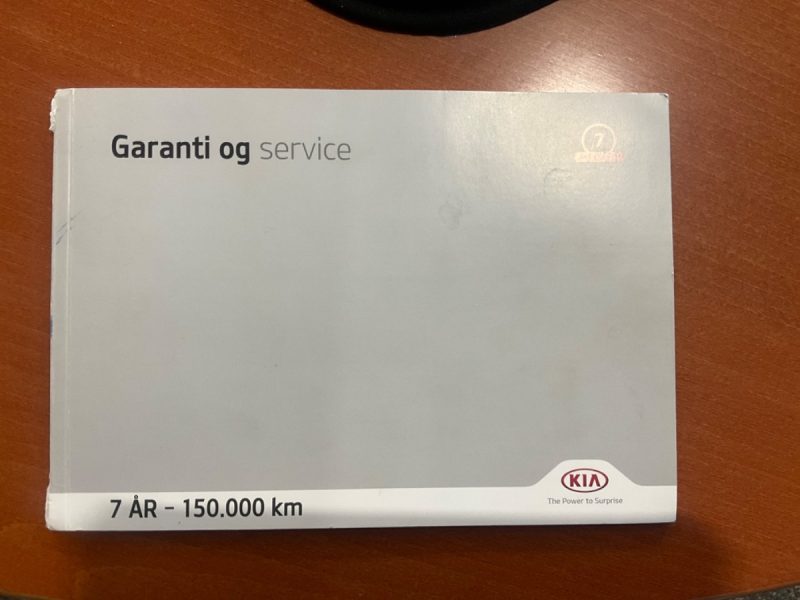 Garanti og service
7
7 ÅR – 150.000 km
KIA
The Power to Surprise